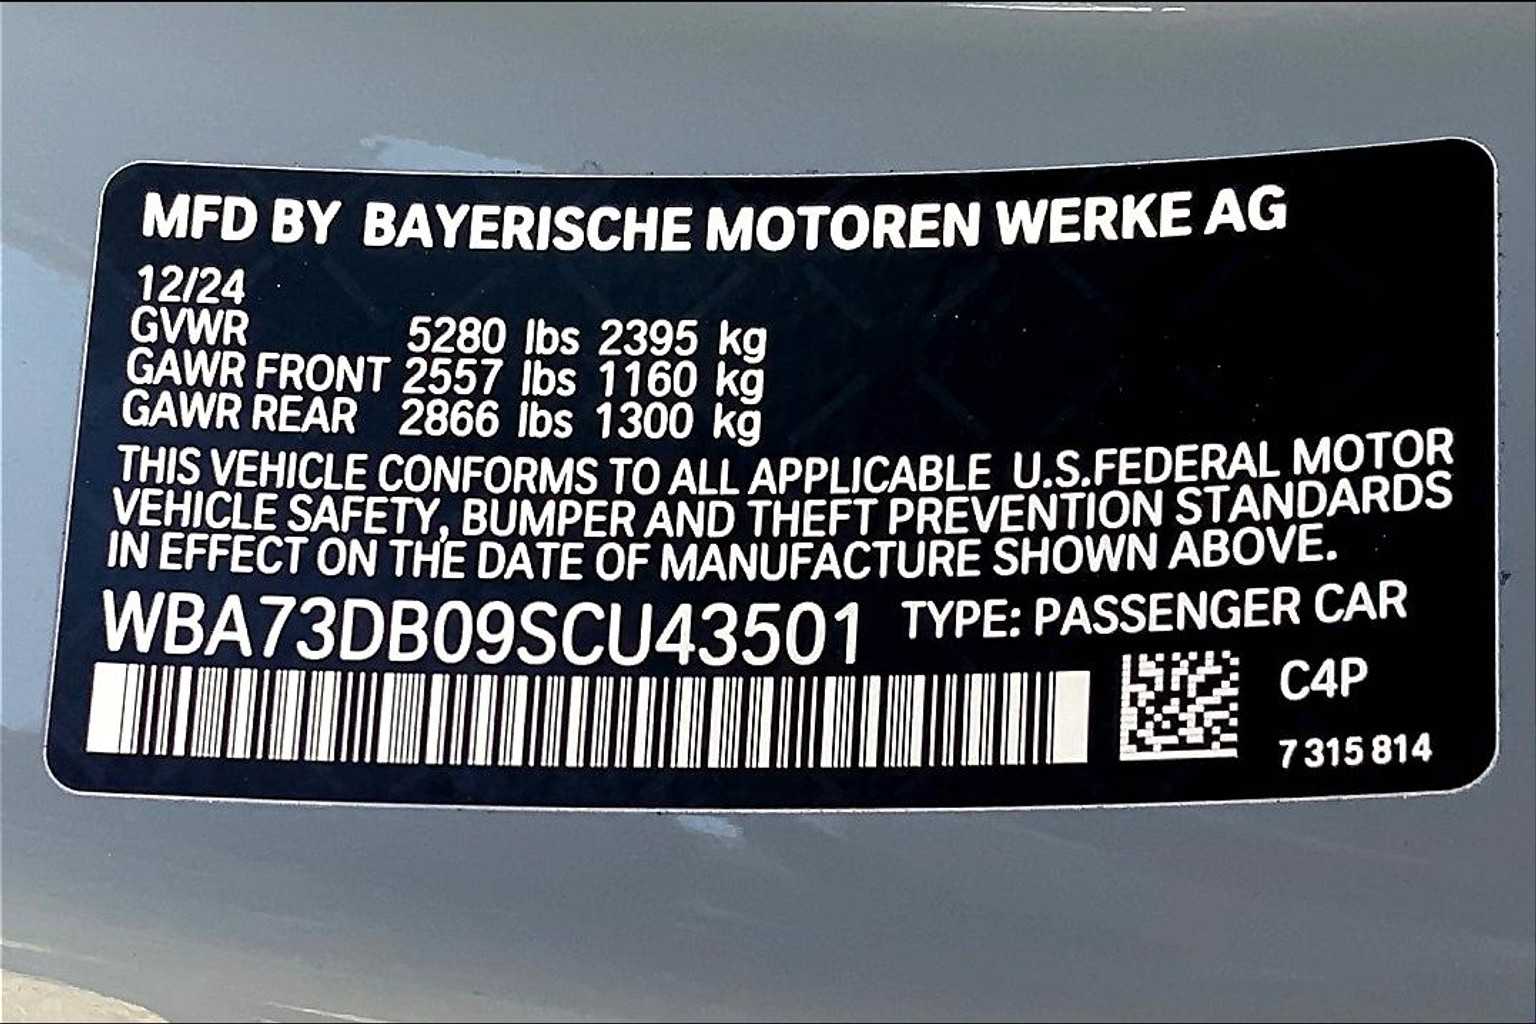 MFD BY BAYERISCHE MOTOREN WERKE AG
12/24
GVWR 5280 lbs 2395 kg
GAWR FRONT 2557 lbs 1160 kg
GAWR REAR 2866 lbs 1300 kg
THIS VEHICLE CONFORMS TO ALL APPLICABLE U.S.FEDERAL MOTOR
VEHICLE SAFETY, BUMPER AND THEFT PREVENTION STANDARDS
IN EFFECT ON THE DATE OF MANUFACTURE SHOWN ABOVE.
WBA73DB09SCU43501 TYPE: PASSENGER CAR
C4P
7 315 814